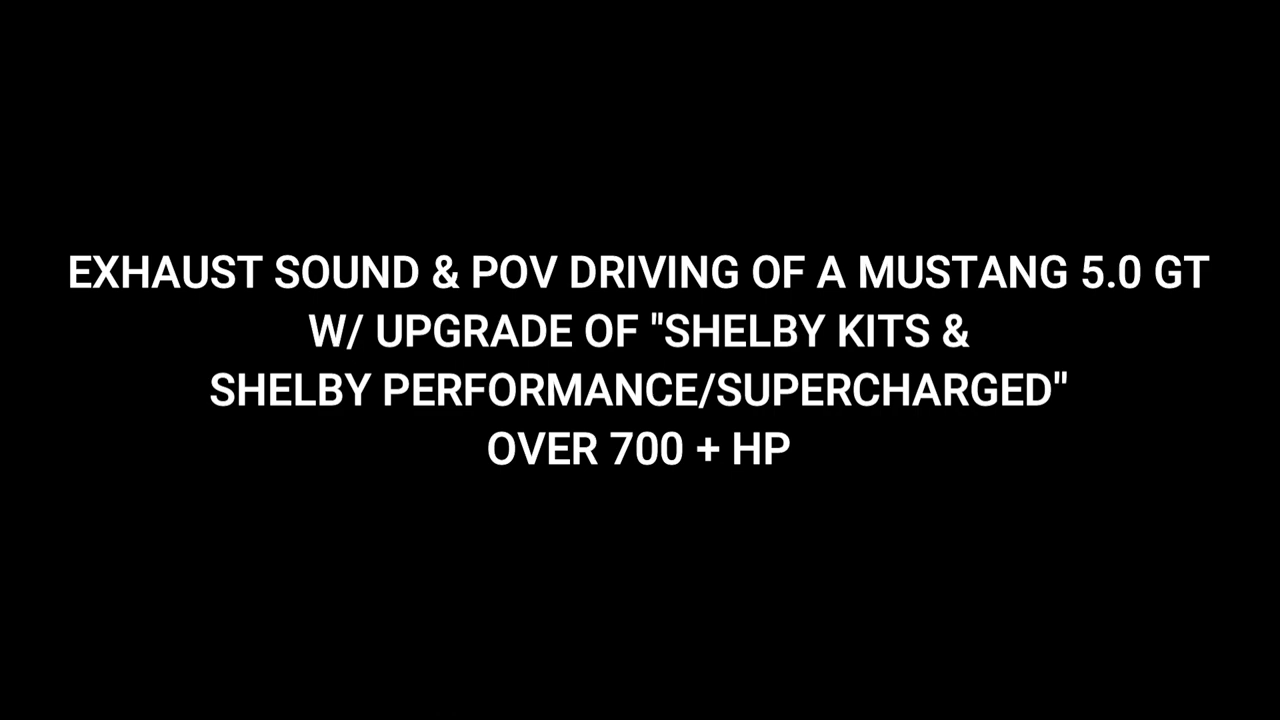 EXHAUST SOUND & POV DRIVING OF A MUSTANG 5.0 GT
W/ UPGRADE OF "SHELBY KITS &
SHELBY PERFORMANCE/SUPERCHARGED"
OVER 700 + HP